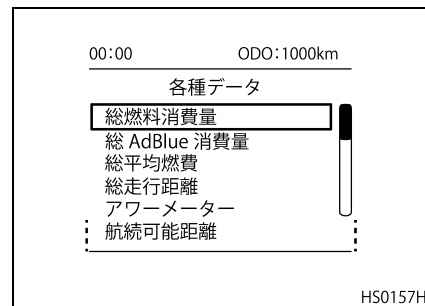 00:00 ODO:1000km
各種データ
総燃料消費量
総 AdBlue 消費量
総平均燃費
総走行距離
アワーメーター
航続可能距離
HS0157H